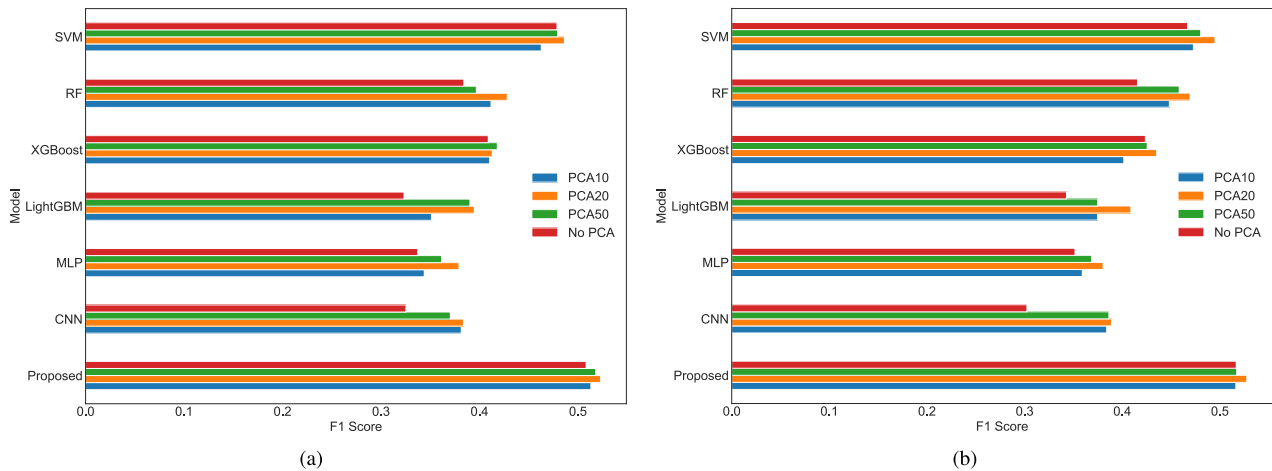 SVM
RF
XGBoost
LightGBM
MLP
CNN
Proposed
Model
PCA10
PCA20
PCA50
No PCA
0.0 0.1 0.2 0.3 0.4 0.5
F1 Score
(a)
SVM
RF
XGBoost
LightGBM
MLP
CNN
Proposed
Model
PCA10
PCA20
PCA50
No PCA
0.0 0.1 0.2 0.3 0.4 0.5
F1 Score
(b)